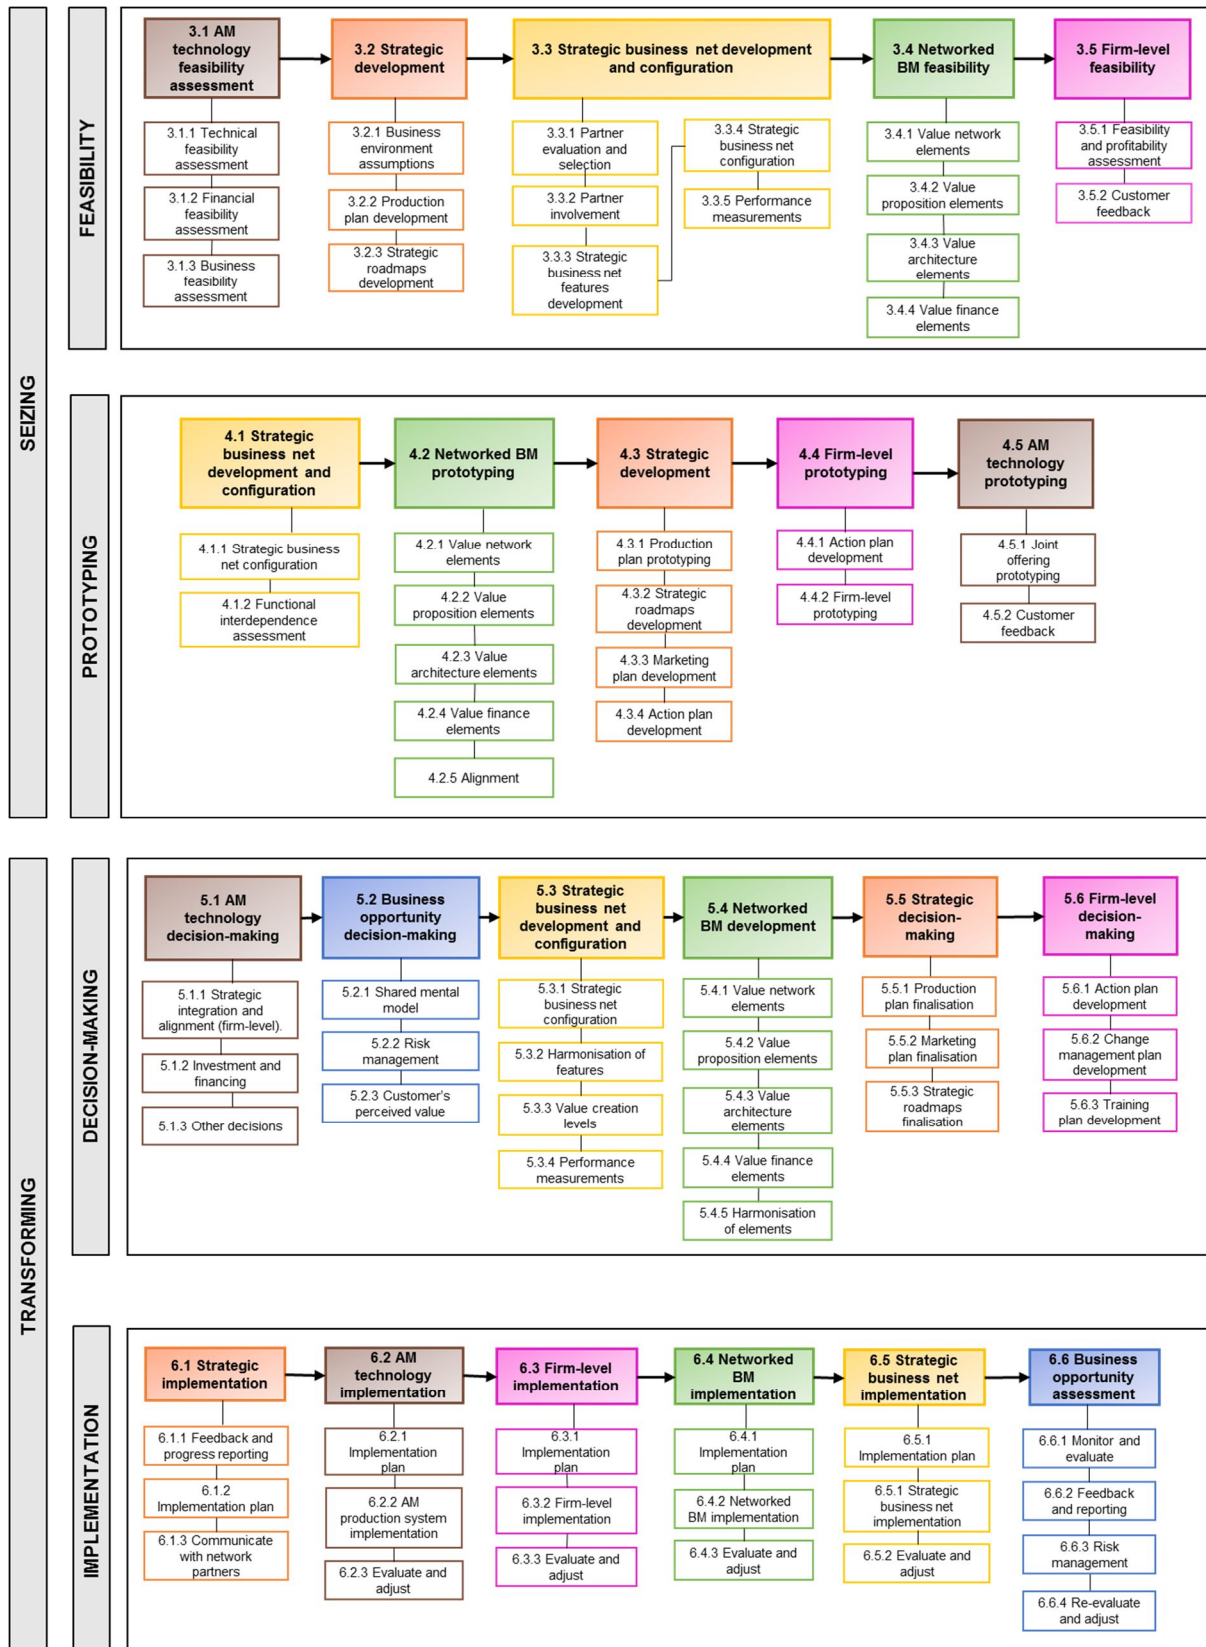 SEIZING
FEASIBILITY
3.1 AM
technology
feasibility
assessment
3.1.1 Technical
feasibility
assessment
3.1.2 Financial
feasibility
assessment
3.1.3 Business
feasibility
assessment
3.2 Strategic
development
3.2.1 Business
environment
assumptions
3.2.2 Production
plan development
3.2.3 Strategic
roadmaps
development
3.3 Strategic business net development
and configuration
3.3.1 Partner
evaluation and
selection
3.3.2 Partner
involvement
3.3.3 Strategic
business net
features
development
3.3.4 Strategic
business net
configuration
3.3.5 Performance
measurements
3.4 Networked
BM feasibility
3.4.1 Value network
elements
3.4.2 Value
proposition elements
3.4.3 Value
architecture
elements
3.4.4 Value finance
elements
3.5 Firm-level
feasibility
3.5.1 Feasibility
and profitability
assessment
3.5.2 Customer
feedback
PROTOTYPING
4.1 Strategic
business net
development and
configuration
4.1.1 Strategic business
net configuration
4.1.2 Functional
interdependence
assessment
4.2 Networked BM
prototyping
4.2.1 Value network
elements
4.2.2 Value
proposition elements
4.2.3 Value
architecture elements
4.2.4 Value finance
elements
4.2.5 Alignment
4.3 Strategic
development
4.3.1 Production
plan prototyping
4.3.2 Strategic
roadmaps
development
4.3.3 Marketing
plan development
4.3.4 Action plan
development
4.4 Firm-level
prototyping
4.4.1 Action plan
development
4.4.2 Firm-level
prototyping
4.5 AM
technology
prototyping
4.5.1 Joint
offering
prototyping
4.5.2 Customer
feedback
TRANSFORMING
DECISION-MAKING
5.1 AM
technology
decision-making
5.1.1 Strategic
integration and
alignment (firm-level).
5.1.2 Investment and
financing
5.1.3 Other decisions
5.2 Business
opportunity
decision-making
5.2.1 Shared mental
model
5.2.2 Risk
management
5.2.3 Customer's
perceived value
5.3 Strategic
business net
development and
configuration
5.3.1 Strategic
business net
configuration
5.3.2 Harmonisation of
features
5.3.3 Value creation
levels
5.3.4 Performance
measurements
5.4 Networked
BM development
5.4.1 Value network
elements
5.4.2 Value
proposition elements
5.4.3 Value
architecture
elements
5.4.4 Value finance
elements
5.4.5 Harmonisation
of elements
5.5 Strategic
decision-
making
5.5.1 Production
plan finalisation
5.5.2 Marketing
plan finalisation
5.5.3 Strategic
roadmaps
finalisation
5.6 Firm-level
decision-
making
5.6.1 Action plan
development
5.6.2 Change
management plan
development
5.6.3 Training
plan development
IMPLEMENTATION
6.1 Strategic
implementation
6.1.1 Feedback and
progress reporting
6.1.2
Implementation plan
6.1.3 Communicate
with network
partners
6.2 AM
technology
implementation
6.2.1
Implementation
plan
6.2.2 AM
production system
implementation
6.2.3 Evaluate and
adjust
6.3 Firm-level
implementation
6.3.1
Implementation
plan
6.3.2 Firm-level
implementation
6.3.3 Evaluate and
adjust
6.4 Networked
BM
implementation
6.4.1
Implementation
plan
6.4.2 Networked
BM implementation
6.4.3 Evaluate and
adjust
6.5 Strategic
business net
implementation
6.5.1
Implementation plan
6.5.1 Strategic
business net
implementation
6.5.2 Evaluate and
adjust
6.6 Business
opportunity
assessment
6.6.1 Monitor and
evaluate
6.6.2 Feedback
and reporting
6.6.3 Risk
management
6.6.4 Re-evaluate
and adjust